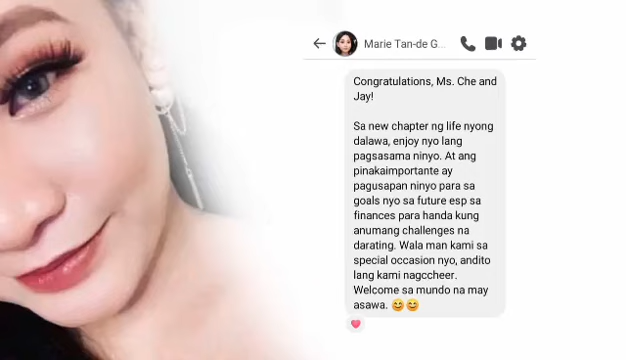 Marie Tan-de G...
Congratulations, Ms. Che and
Jay!
Sa new chapter ng life nyong
dalawa, enjoy nyo lang
pagsasama ninyo. At ang
pinakaimportante ay
pagusapan ninyo para sa
goals nyo sa future esp sa
finances para handa kung
anumang challenges na
darating. Wala man kami sa
special occasion nyo, andito
lang kami nagccheer.
Welcome sa mundo na may
asawa. 😊😊